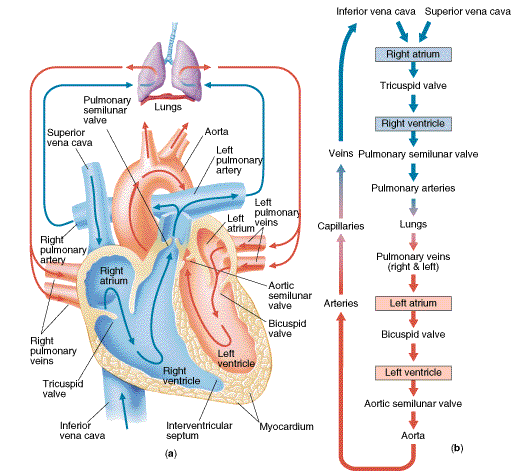 Pulmonary
semilunar
valve
Lungs
Superior
vena cava
Aorta
Left
pulmonary
artery
Left
pulmonary
veins
Left
atrium
Right
pulmonary
artery
Right
atrium
Aortic
semilunar
valve
Right
pulmonary
veins
Bicuspid
valve
Left
ventricle
Tricuspid
valve
Right
ventricle
Inferior
vena cava
Interventricular
septum
Myocardium
(a)
Inferior vena cava
Superior vena cava
Right atrium
Tricuspid valve
Right ventricle
Veins
Pulmonary semilunar valve
Pulmonary arteries
Capillaries
Lungs
Pulmonary veins
(right & left)
Arteries
Left atrium
Bicuspid valve
Left ventricle
Aortic semilunar valve
Aorta
(b)